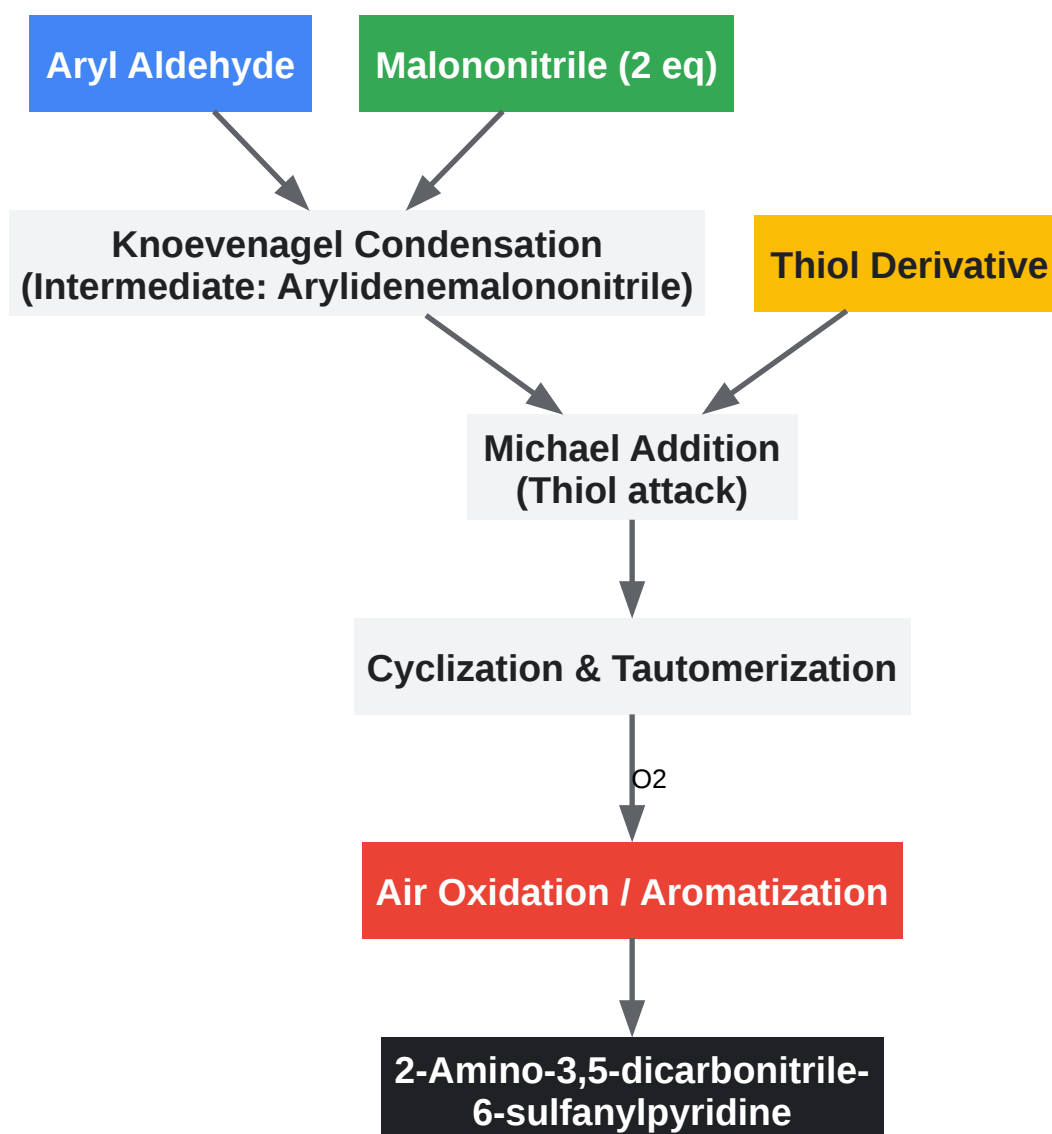 Aryl Aldehyde
Malononitrile (2 eq)
Knoevenagel Condensation
(Intermediate: Arylidenemalononitrile)
Thiol Derivative
Michael Addition
(Thiol attack)
Cyclization & Tautomerization
O2
Air Oxidation / Aromatization
2-Amino-3,5-dicarbonitrile-
6-sulfanylpyridine